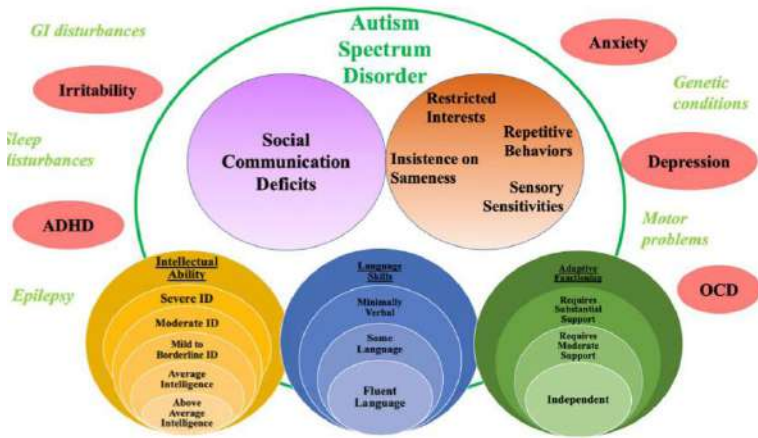 Autism
Spectrum
Disorder
GI disturbances
Irritability
Sleep
disturbances
ADHD
Epilepsy
Anxiety
Genetic
conditions
Depression
Motor
problems
OCD
Social
Communication
Deficits
Restricted
Interests
Repetitive
Behaviors
Insistence on
Sameness
Sensory
Sensitivities
Intellectual
Ability
Severe ID
Moderate ID
Mild to
Borderline ID
Average
Intelligence
Above
Average
Intelligence
Language
Skills
Minimally
Verbal
Some
Language
Fluent
Language
Adaptive
Functioning
Requires
Substantial
Support
Requires
Moderate
Support
Independent